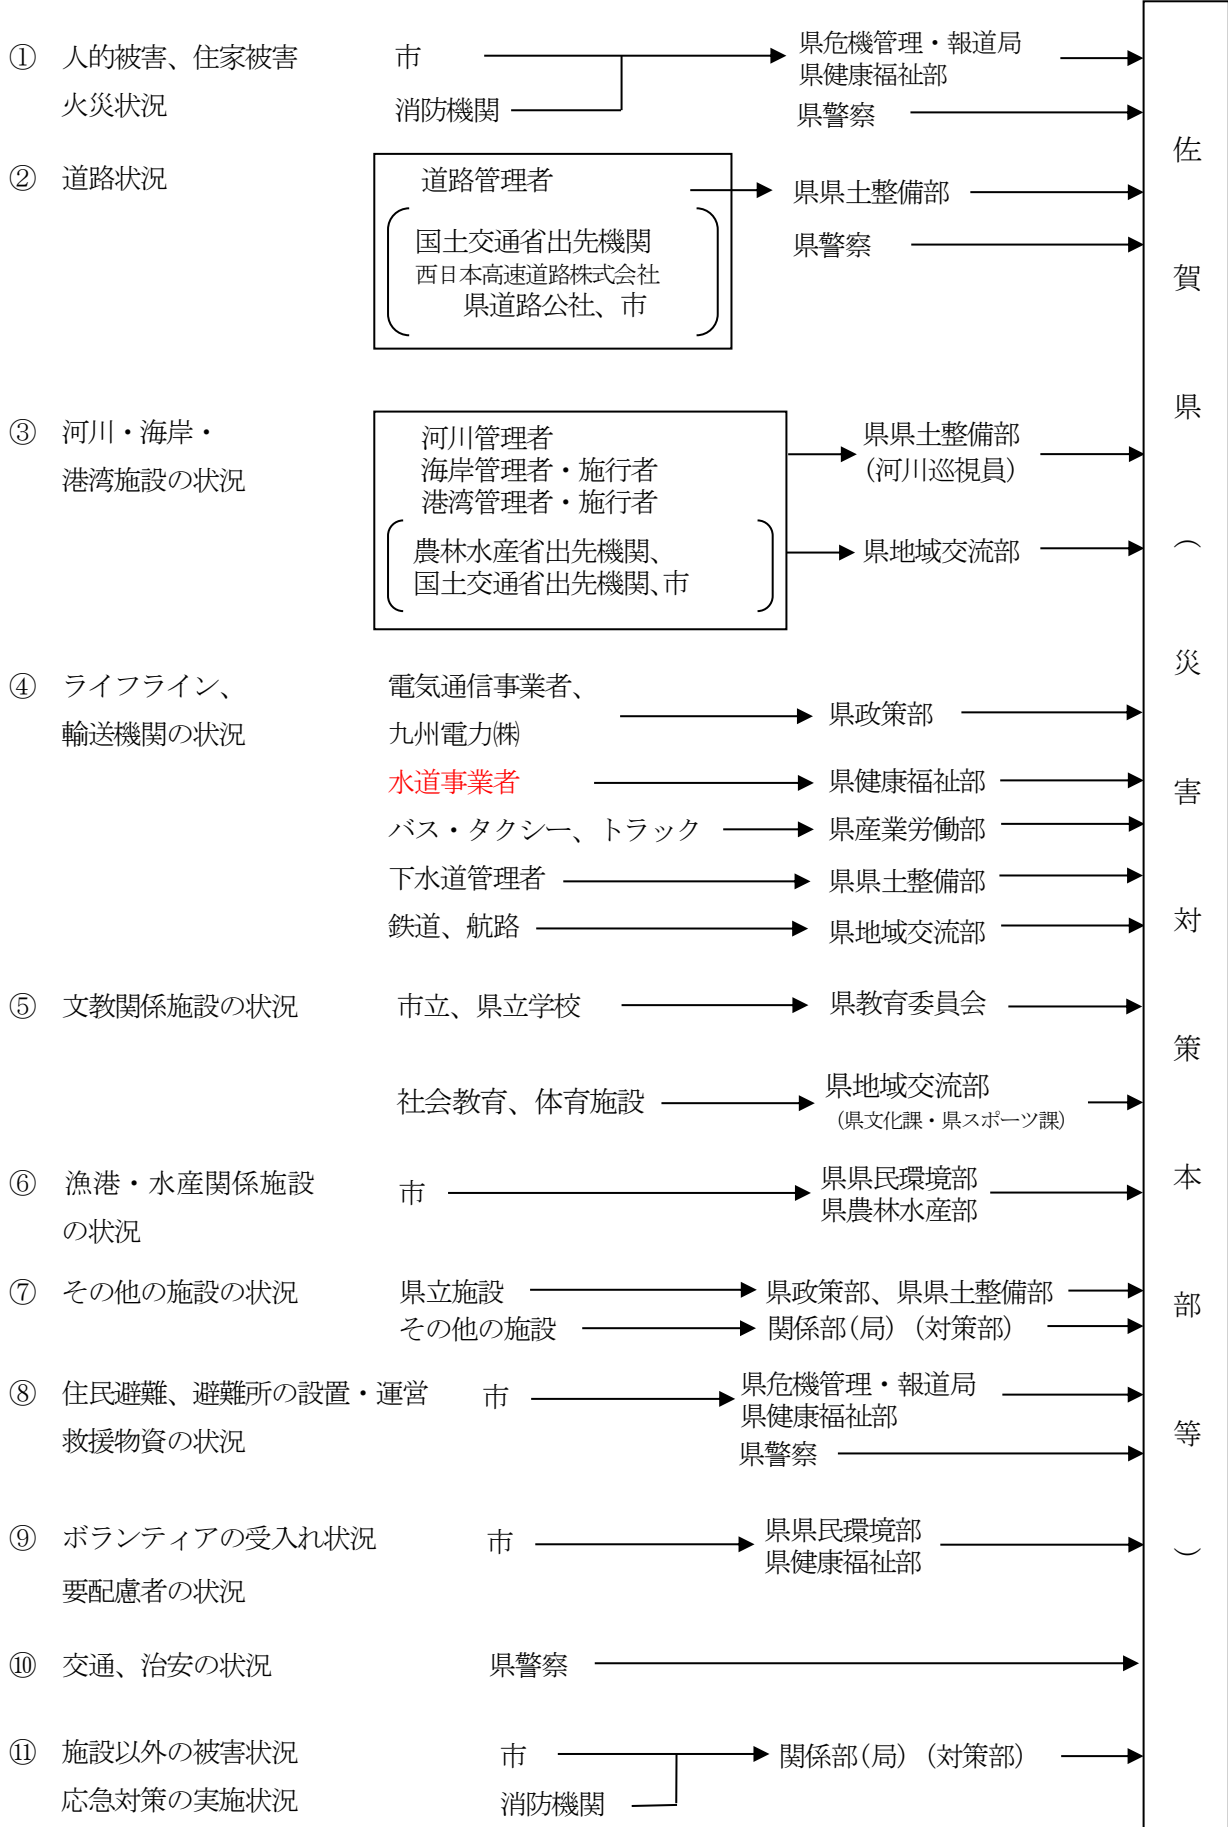 ① 人的被害、住家被害 市 県危機管理・報道局
県健康福祉部
火災状況 消防機関 県警察
② 道路状況 道路管理者 県県土整備部
国土交通省出先機関 県警察
西日本高速道路株式会社
県道路公社、市
③ 河川・海岸・ 河川管理者 県県土整備部
港湾施設の状況 海岸管理者・施行者 (河川巡視員)
港湾管理者・施行者
農林水産省出先機関、 県地域交流部
国土交通省出先機関、市
④ ライフライン、 電気通信事業者、 県政策部
輸送機関の状況 九州電力㈱
水道事業者 県健康福祉部
バス・タクシー、トラック 県産業労働部
下水道管理者 県県土整備部
鉄道、航路 県地域交流部
⑤ 文教関係施設の状況 市立、県立学校 県教育委員会
社会教育、体育施設 県地域交流部
(県文化課・県スポーツ課)
⑥ 漁港・水産関係施設 市 県県民環境部
の状況 県農林水産部
⑦ その他の施設の状況 県立施設 県政策部、県県土整備部
その他の施設 関係部(局) (対策部)
⑧ 住民避難、避難所の設置・運営 市 県危機管理・報道局
県健康福祉部
救援物資の状況 県警察
⑨ ボランティアの受入れ状況 市 県県民環境部
県健康福祉部
要配慮者の状況
⑩ 交通、治安の状況 県警察
⑪ 施設以外の被害状況 市 関係部(局) (対策部)
応急対策の実施状況 消防機関
佐賀県(災害対策本部等)